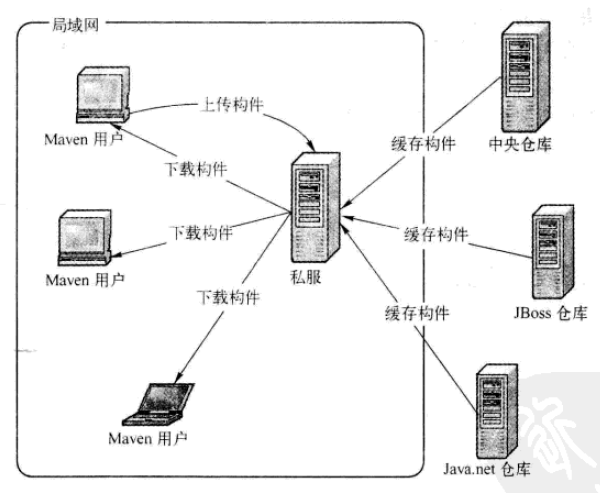 局域网
上传构件
Maven 用户
下载构件
缓存构件
中央仓库
下载构件
缓存构件
Maven 用户
私服
下载构件
缓存构件
JBoss 仓库
Maven 用户
Java.net 仓库